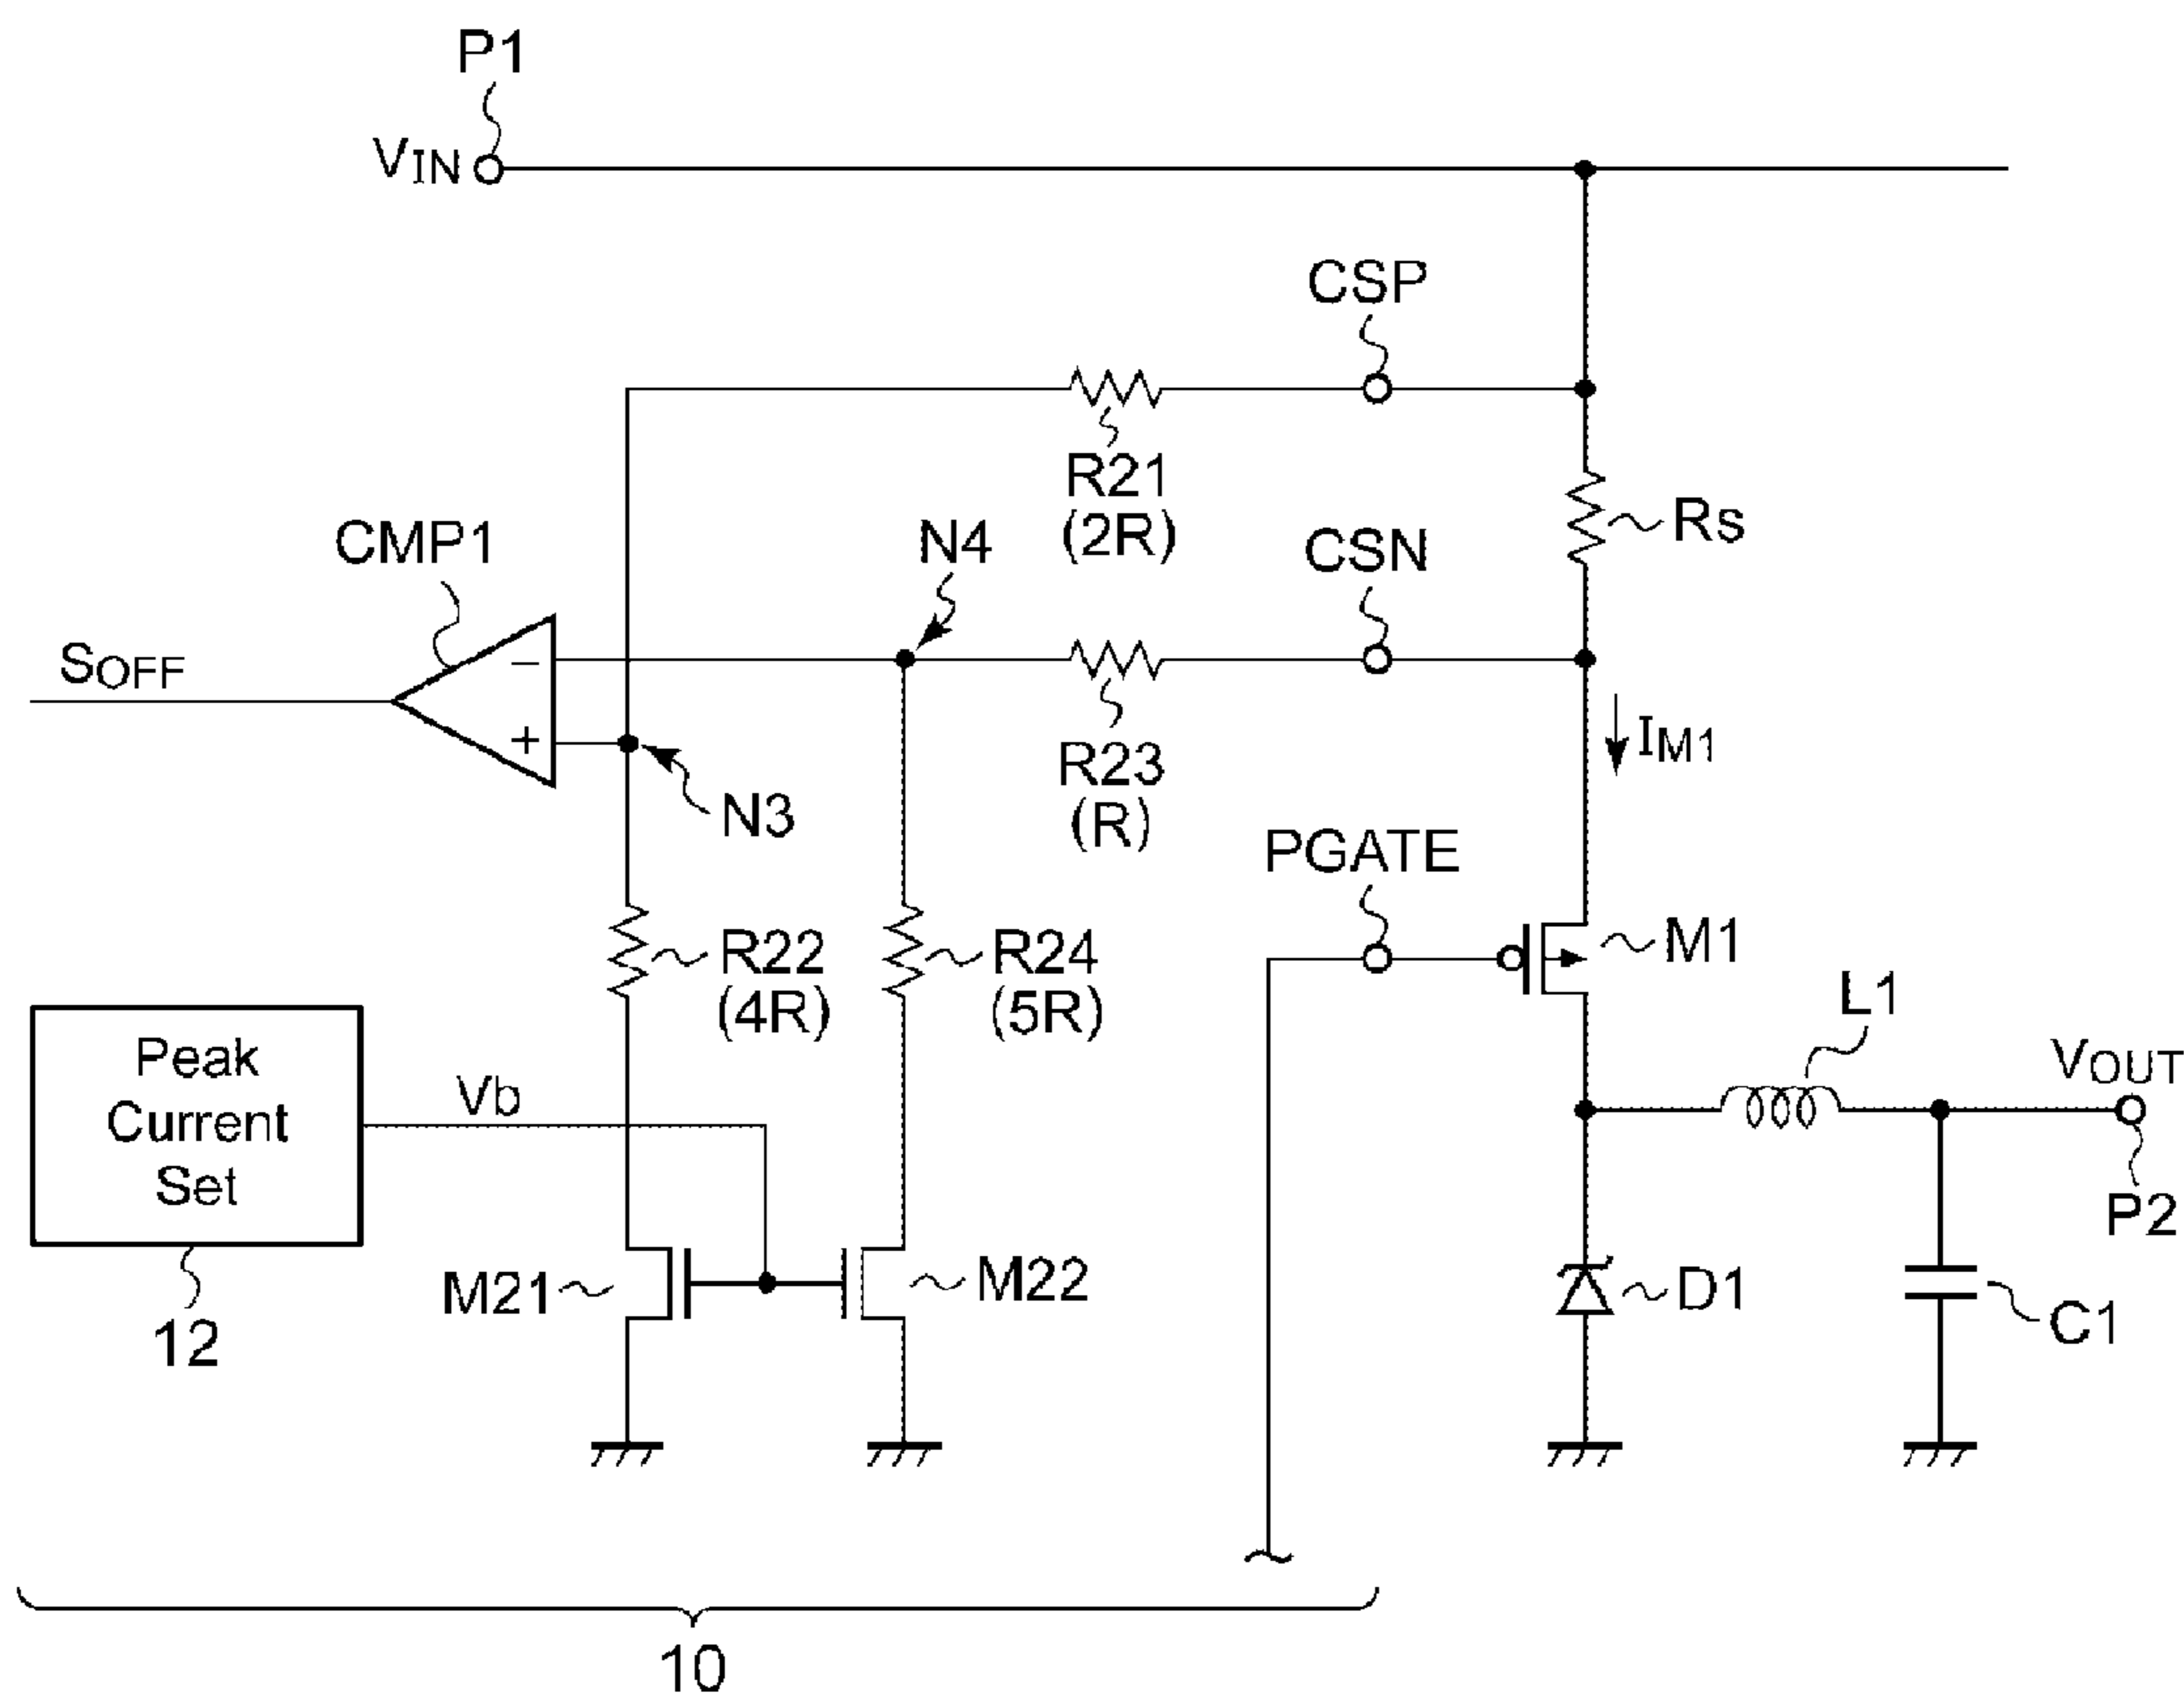 P1
VIN
CSP
R21
(2R)
Rs
CMP1
N4
CSN
SOFF
−
+
IM1
R23
(R)
N3
PGATE
M1
R22
(4R)
R24
(5R)
L1
VOUT
Peak
Current
Set
Vb
P2
M21
M22
D1
C1
12
10